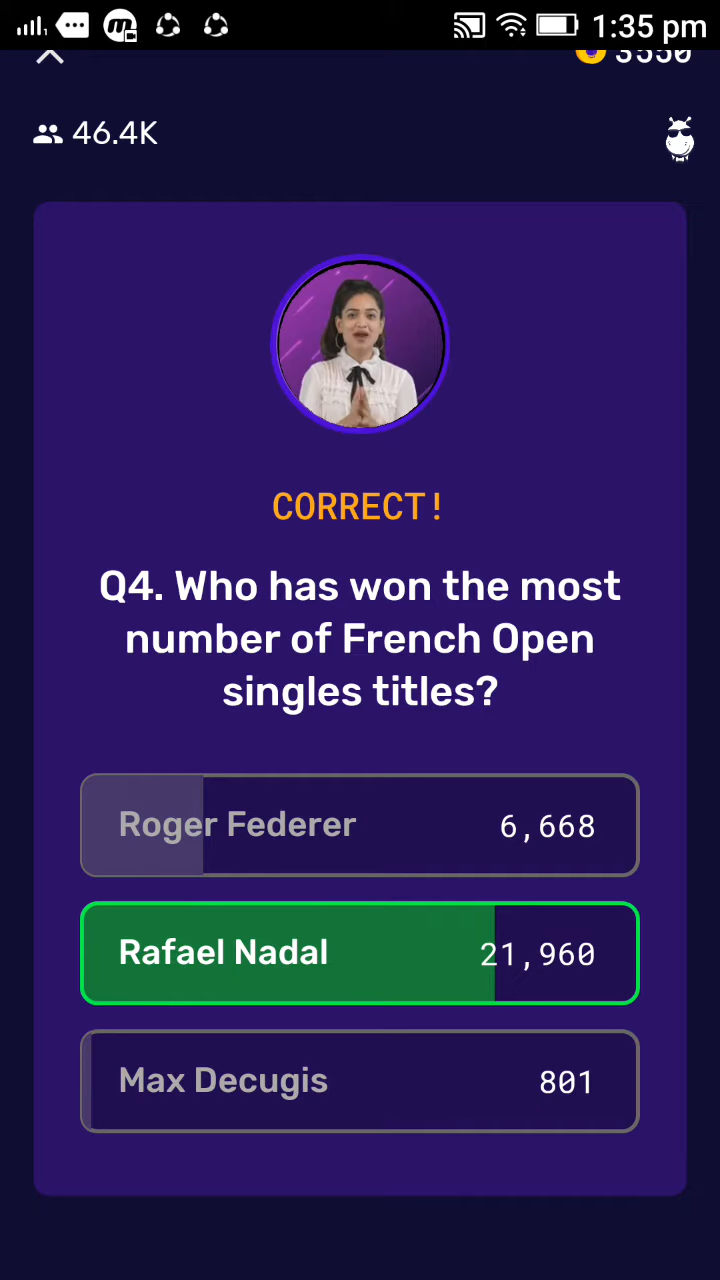 1:35 pm
3550
46.4K
CORRECT!
Q4. Who has won the most
number of French Open
singles titles?
Roger Federer 6,668
Rafael Nadal 21,960
Max Decugis 801